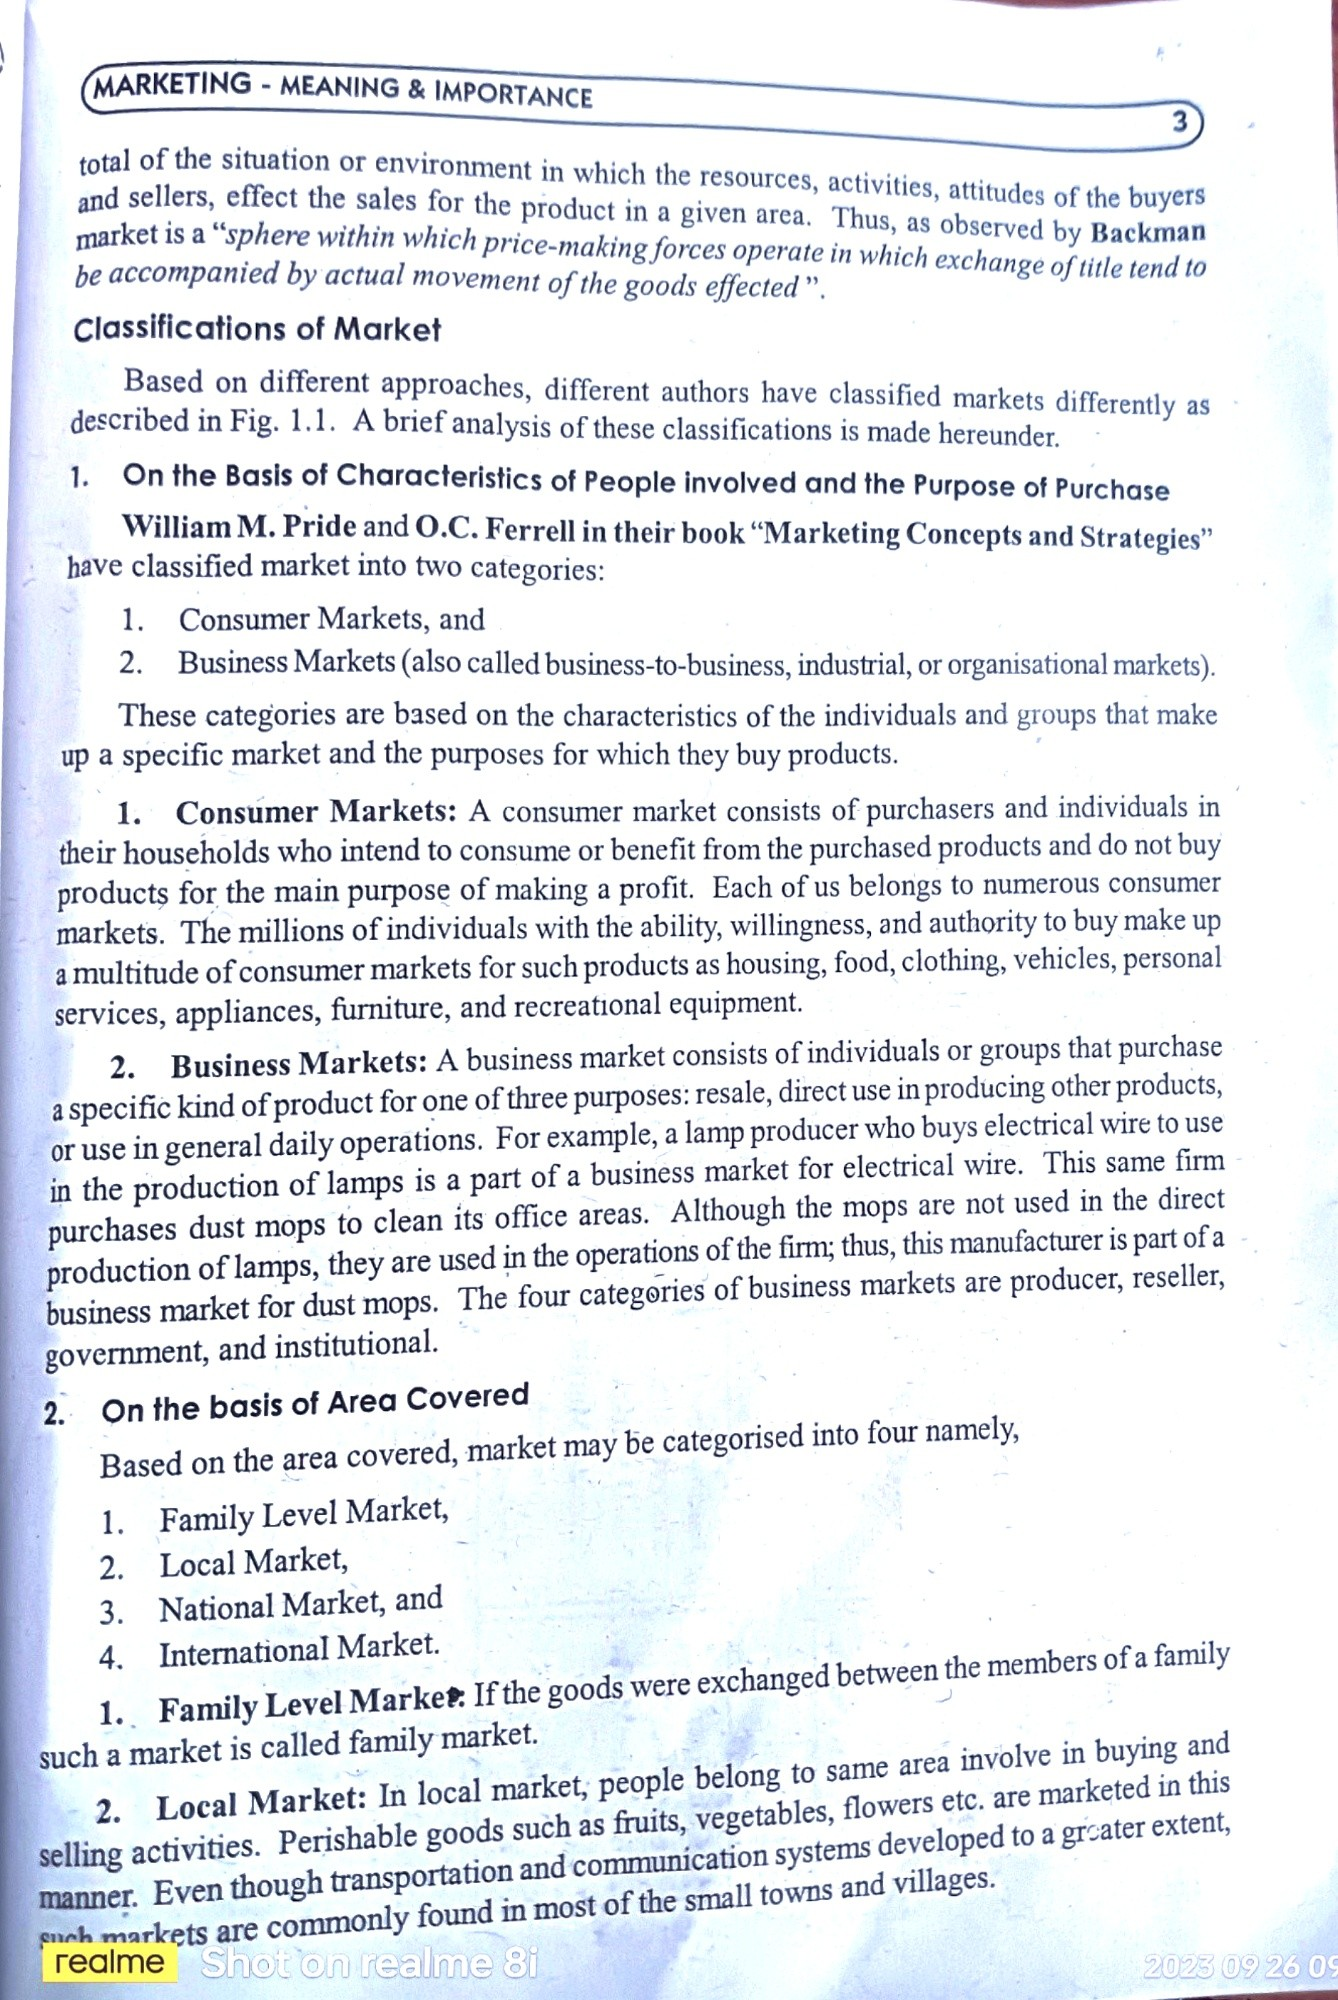 MARKETING - MEANING & IMPORTANCE
3
total of the situation or environment in which the resources, activities, attitudes of the buyers
and sellers, effect the sales for the product in a given area. Thus, as observed by Backman
market is a “sphere within which price-making forces operate in which exchange of title tend to
be accompanied by actual movement of the goods effected”.
Classifications of Market
Based on different approaches, different authors have classified markets differently as
described in Fig. 1.1. A brief analysis of these classifications is made hereunder.
1. On the Basis of Characteristics of People involved and the Purpose of Purchase
William M. Pride and O.C. Ferrell in their book “Marketing Concepts and Strategies”
have classified market into two categories:
1. Consumer Markets, and
2. Business Markets (also called business-to-business, industrial, or organisational markets).
These categories are based on the characteristics of the individuals and groups that make
up a specific market and the purposes for which they buy products.
1. Consumer Markets: A consumer market consists of purchasers and individuals in
their households who intend to consume or benefit from the purchased products and do not buy
products for the main purpose of making a profit. Each of us belongs to numerous consumer
markets. The millions of individuals with the ability, willingness, and authority to buy make up
a multitude of consumer markets for such products as housing, food, clothing, vehicles, personal
services, appliances, furniture, and recreational equipment.
2. Business Markets: A business market consists of individuals or groups that purchase
a specific kind of product for one of three purposes: resale, direct use in producing other products,
or use in general daily operations. For example, a lamp producer who buys electrical wire to use
in the production of lamps is a part of a business market for electrical wire. This same firm
purchases dust mops to clean its office areas. Although the mops are not used in the direct
production of lamps, they are used in the operations of the firm; thus, this manufacturer is part of a
business market for dust mops. The four categories of business markets are producer, reseller,
government, and institutional.
2. On the basis of Area Covered
Based on the area covered, market may be categorised into four namely,
1. Family Level Market,
2. Local Market,
3. National Market, and
4. International Market.
1. Family Level Market: If the goods were exchanged between the members of a family
such a market is called family market.
2. Local Market: In local market, people belong to same area involve in buying and
selling activities. Perishable goods such as fruits, vegetables, flowers etc. are marketed in this
manner. Even though transportation and communication systems developed to a greater extent,
such markets are commonly found in most of the small towns and villages.
realme Shot on realme 8i
2023 09 26 09